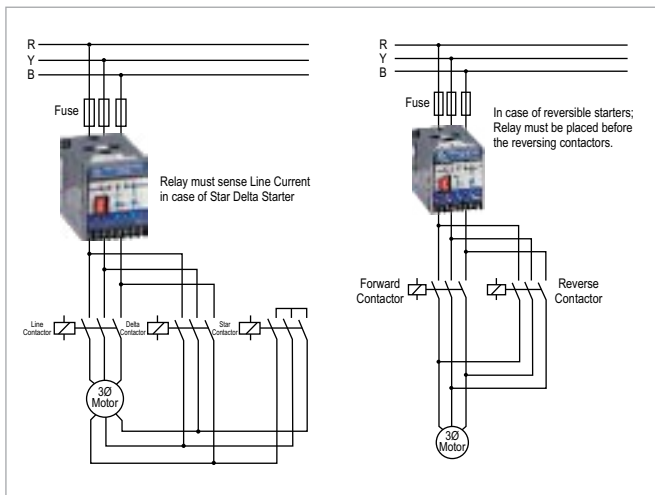 R
Y
B
Fuse
Relay must sense Line Current
in case of Star Delta Starter
Line
Contactor
Delta
Contactor
Star
Contactor
3Ø
Motor
R
Y
B
Fuse
In case of reversible starters;
Relay must be placed before
the reversing contactors.
Forward
Contactor
Reverse
Contactor
3Ø
Motor